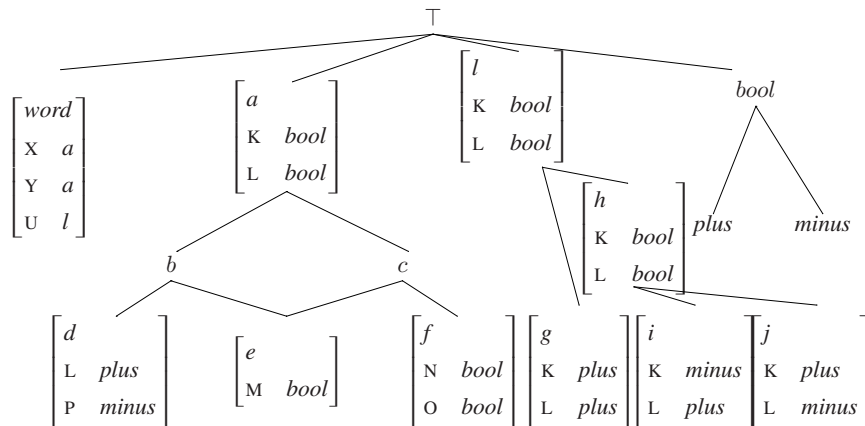 ⊤
word
X a
Y a
U l
a
K bool
L bool
l
K bool
L bool
bool
h
K bool
L bool
plus minus
b c
d
L plus
P minus
e
M bool
f
N bool
O bool
g
K plus
L plus
i
K minus
L plus
j
K plus
L minus